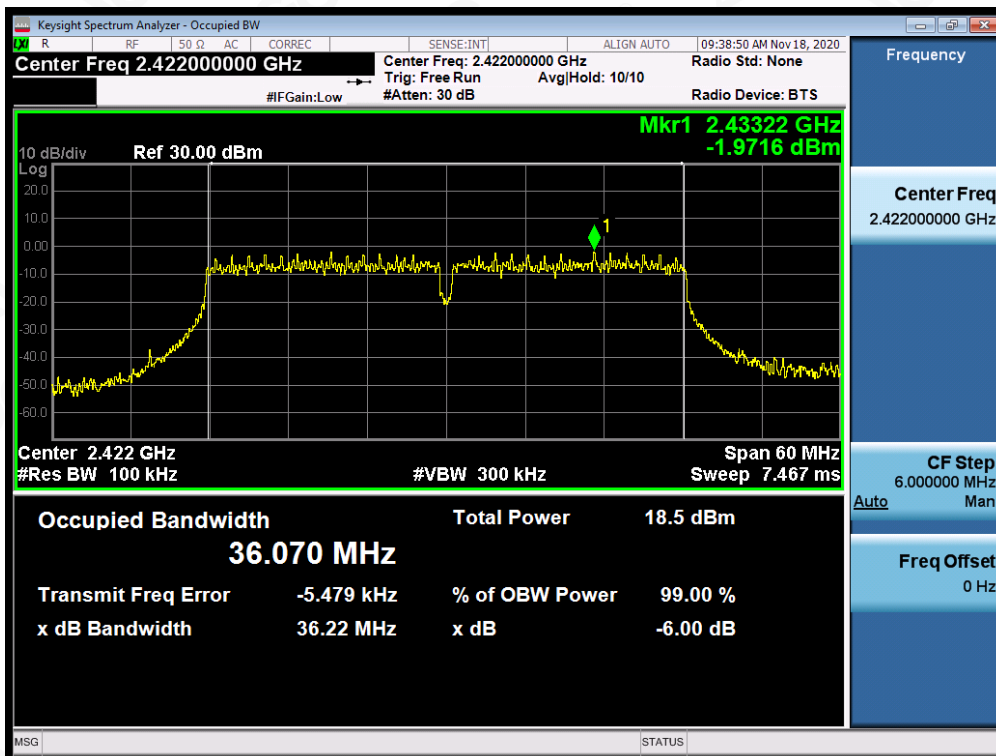 Keysight Spectrum Analyzer - Occupied BW
LXI R RF 50 Ω AC CORREC SENSE:INT ALIGN AUTO 09:38:50 AM Nov 18, 2020
Center Freq 2.422000000 GHz
Center Freq: 2.422000000 GHz
Radio Std: None
Trig: Free Run Avg|Hold: 10/10
#IFGain:Low
#Atten: 30 dB
Radio Device: BTS
Mkr1 2.43322 GHz
-1.9716 dBm
10 dB/div Ref 30.00 dBm
Log
20.0
10.0
0.00
-10.0
-20.0
-30.0
-40.0
-50.0
-60.0
1
Center 2.422 GHz
Span 60 MHz
#Res BW 100 kHz
#VBW 300 kHz
Sweep 7.467 ms
Occupied Bandwidth
36.070 MHz
Total Power 18.5 dBm
Transmit Freq Error -5.479 kHz
% of OBW Power 99.00 %
x dB Bandwidth 36.22 MHz
x dB -6.00 dB
Frequency
Center Freq
2.422000000 GHz
CF Step
6.000000 MHz
Auto Man
Freq Offset
0 Hz
MSG
STATUS